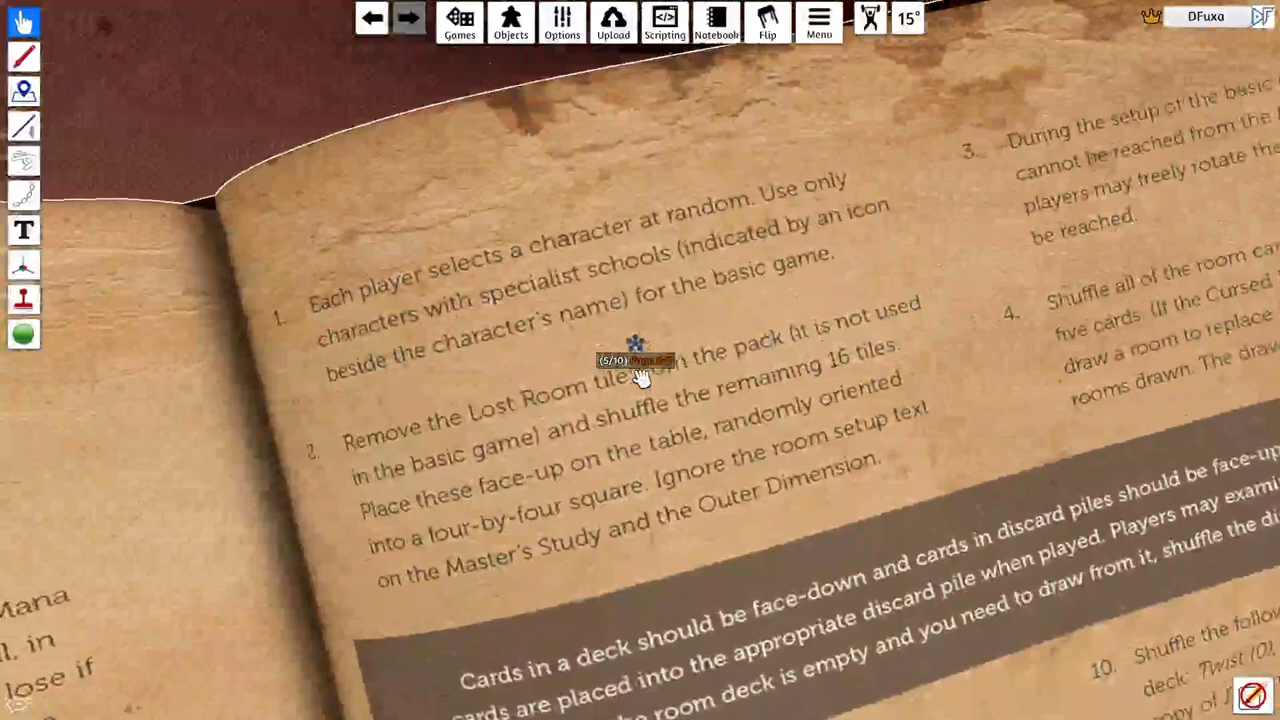 Games
Objects
Options
Upload
Scripting
Notebook
Flip
Menu
15°
DFuxa
T
1. Each player selects a character at random. Use only
characters with specialist schools (indicated by an icon
beside the character's name) for the basic game.
2. Remove the Lost Room tile the pack (it is not used
in the basic game) and shuffle the remaining 16 tiles.
Place these face-up on the table, randomly oriented
into a four-by-four square. Ignore the room setup text
on the Master's Study and the Outer Dimension.
(5/10)
3. During the setup of the basic
cannot be reached from the
players may freely rotate the
be reached.
4. Shuffle all of the room
five cards. (If the Cursed
draw a room to replace
rooms drawn. The
Cards in a deck should be face-down and cards in discard piles should be face-up
are placed into the appropriate discard pile when played. Players may
room deck is empty and you need to draw from it, shuffle the
10. Shuffle the
deck: Twist (0),
Mana
in
lose if